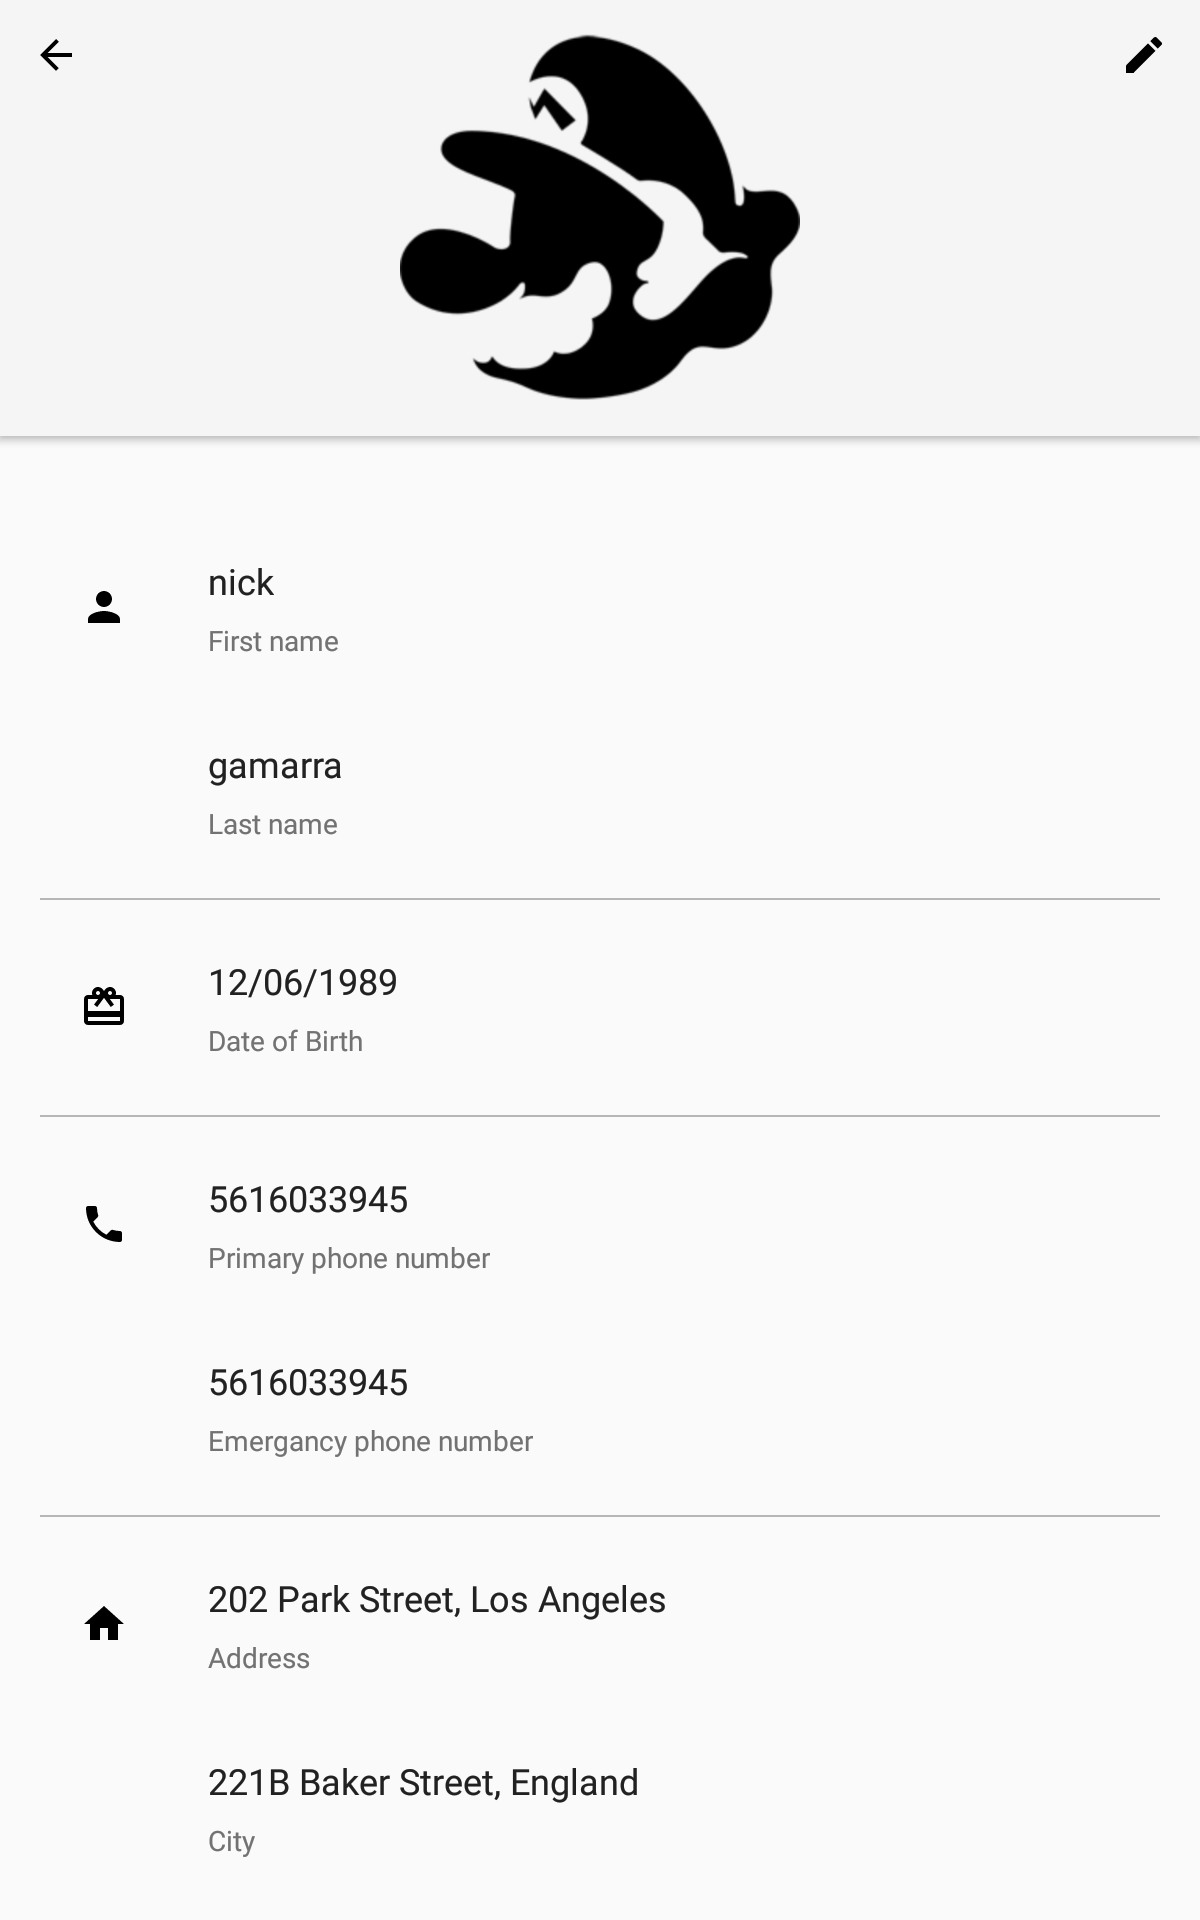 nick
First name
gamarra
Last name
12/06/1989
Date of Birth
5616033945
Primary phone number
5616033945
Emergancy phone number
202 Park Street, Los Angeles
Address
221B Baker Street, England
City